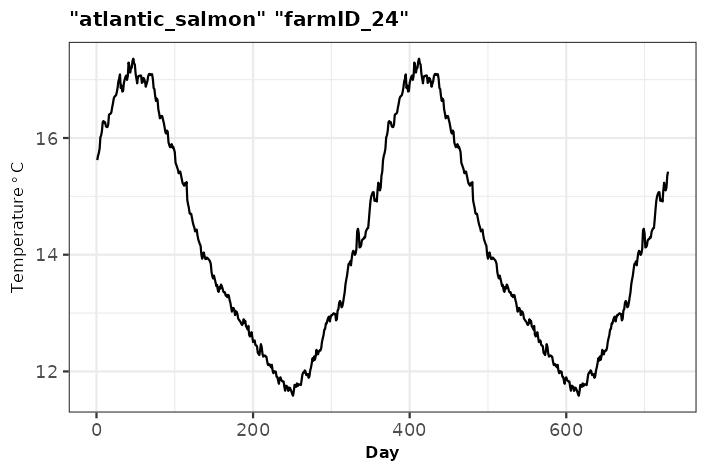 "atlantic_salmon" "farmID_24"
Temperature ° C
16
14
12
0 200 400 600
Day